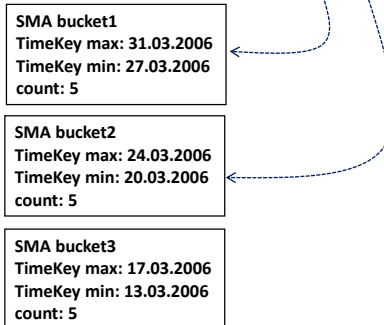 SMA bucket1
TimeKey max: 31.03.2006
TimeKey min: 27.03.2006
count: 5
SMA bucket2
TimeKey max: 24.03.2006
TimeKey min: 20.03.2006
count: 5
SMA bucket3
TimeKey max: 17.03.2006
TimeKey min: 13.03.2006
count: 5